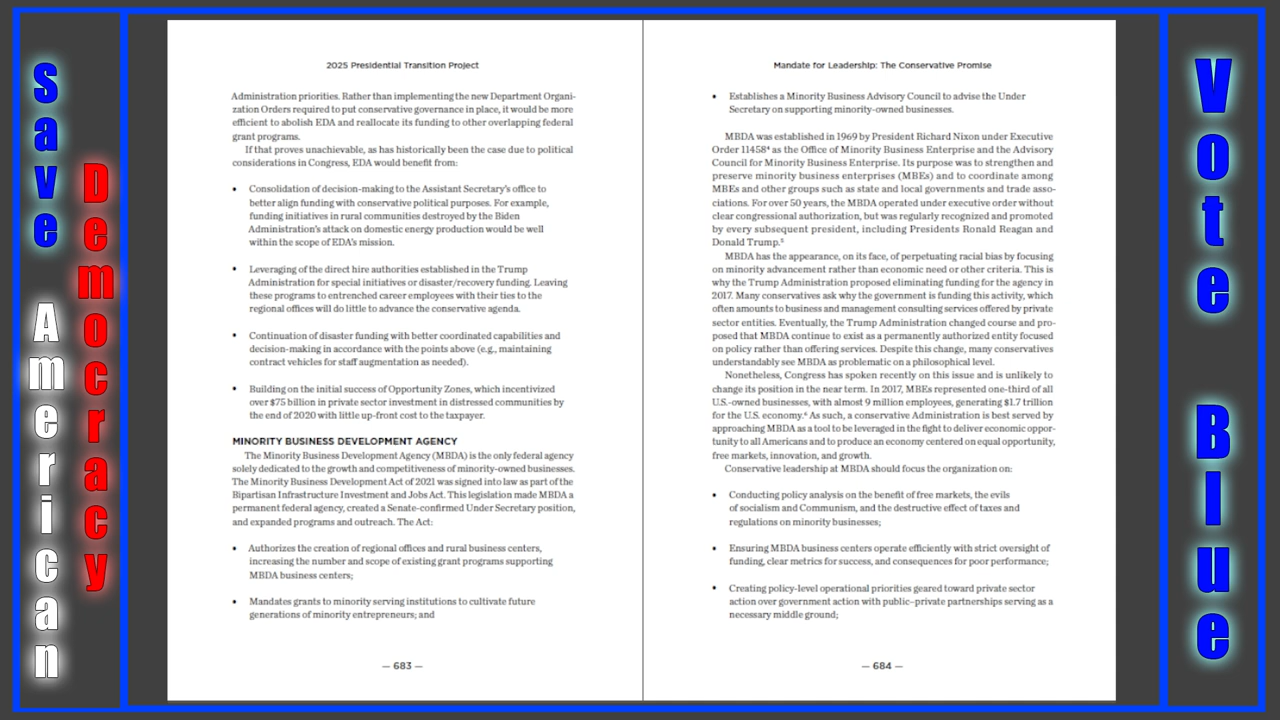 Save
American
Democracy
2025 Presidential Transition Project
Administration priorities. Rather than implementing the new Department Organi-
zation Orders required to put conservative governance in place, it would be more
efficient to abolish EDA and reallocate its funding to other overlapping federal
grant programs.
If that proves unachievable, as has historically been the case due to political
considerations in Congress, EDA would benefit from:
• Consolidation of decision-making to the Assistant Secretary's office to
better align funding with conservative political purposes. For example,
funding initiatives in rural communities destroyed by the Biden
Administration's attack on domestic energy production would be well
within the scope of EDA's mission.
• Leveraging of the direct hire authorities established in the Trump
Administration for special initiatives or disaster/recovery funding. Leaving
these programs to entrenched career employees with their ties to the
regional offices will do little to advance the conservative agenda.
• Continuation of disaster funding with better coordinated capabilities and
decision-making in accordance with the points above (e.g., maintaining
contract vehicles for staff augmentation as needed).
• Building on the initial success of Opportunity Zones, which incentivized
over $75 billion in private sector investment in distressed communities by
the end of 2020 with little up-front cost to the taxpayer.
MINORITY BUSINESS DEVELOPMENT AGENCY
The Minority Business Development Agency (MBDA) is the only federal agency
solely dedicated to the growth and competitiveness of minority-owned businesses.
The Minority Business Development Act of 2021 was signed into law as part of the
Bipartisan Infrastructure Investment and Jobs Act. This legislation made MBDA a
permanent federal agency, created a Senate-confirmed Under Secretary position,
and expanded programs and outreach. The Act:
• Authorizes the creation of regional offices and rural business centers,
increasing the number and scope of existing grant programs supporting
MBDA business centers;
• Mandates grants to minority serving institutions to cultivate future
generations of minority entrepreneurs; and
— 683 —
Mandate for Leadership: The Conservative Promise
• Establishes a Minority Business Advisory Council to advise the Under
Secretary on supporting minority-owned businesses.
MBDA was established in 1969 by President Richard Nixon under Executive
Order 11458⁴ as the Office of Minority Business Enterprise and the Advisory
Council for Minority Business Enterprise. Its purpose was to strengthen and
preserve minority business enterprises (MBEs) and to coordinate among
MBEs and other groups such as state and local governments and trade asso-
ciations. For over 50 years, the MBDA operated under executive order without
clear congressional authorization, but was regularly recognized and promoted
by every subsequent president, including Presidents Ronald Reagan and
Donald Trump.⁵
MBDA has the appearance, on its face, of perpetuating racial bias by focusing
on minority advancement rather than economic need or other criteria. This is
why the Trump Administration proposed eliminating funding for the agency in
2017. Many conservatives ask why the government is funding this activity, which
often amounts to business and management consulting services offered by private
sector entities. Eventually, the Trump Administration changed course and pro-
posed that MBDA continue to exist as a permanently authorized entity focused
on policy rather than offering services. Despite this change, many conservatives
understandably see MBDA as problematic on a philosophical level.
Nonetheless, Congress has spoken recently on this issue and is unlikely to
change its position in the near term. In 2017, MBEs represented one-third of all
U.S.-owned businesses, with almost 9 million employees, generating $1.7 trillion
for the U.S. economy.⁶ As such, a conservative Administration is best served by
approaching MBDA as a tool to be leveraged in the fight to deliver economic oppor-
tunity to all Americans and to produce an economy centered on equal opportunity,
free markets, innovation, and growth.
Conservative leadership at MBDA should focus the organization on:
• Conducting policy analysis on the benefit of free markets, the evils
of socialism and Communism, and the destructive effect of taxes and
regulations on minority businesses;
• Ensuring MBDA business centers operate efficiently with strict oversight of
funding, clear metrics for success, and consequences for poor performance;
• Creating policy-level operational priorities geared toward private sector
action over government action with public–private partnerships serving as a
necessary middle ground;
— 684 —
Vote
Blue